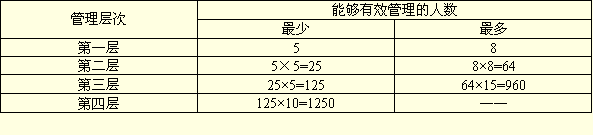 管理层次 能够有效管理的人数
最少 最多
第一层 5 8
第二层 5×5=25 8×8=64
第三层 25×5=125 64×15=960
第四层 125×10=1250 ——